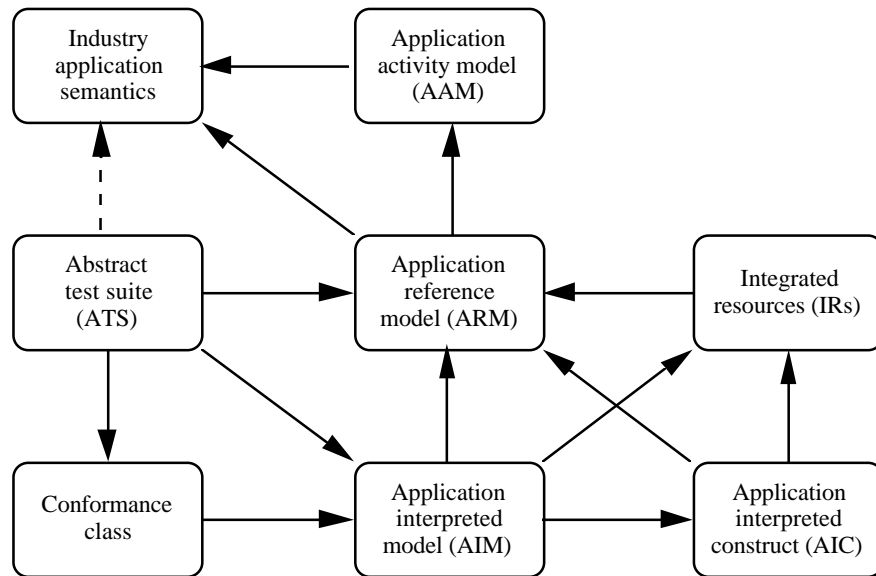 Industry
application
semantics
Application
activity model
(AAM)
Abstract
test suite
(ATS)
Application
reference
model (ARM)
Integrated
resources (IRs)
Conformance
class
Application
interpreted
model (AIM)
Application
interpreted
construct (AIC)